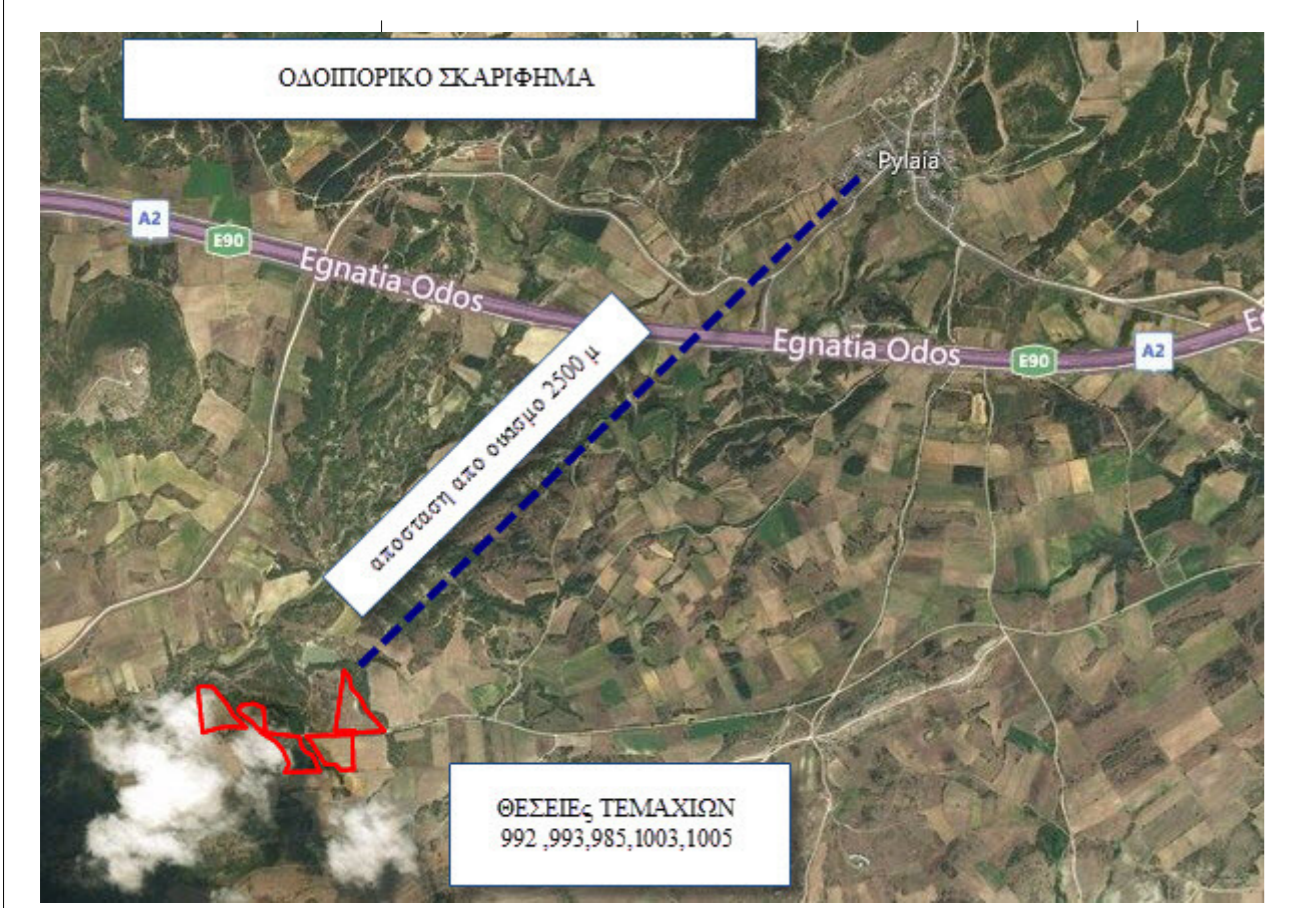 ΟΔΟΙΠΟΡΙΚΟ ΣΚΑΡΙΦΗΜΑ
Pylaia
A2
E90
Egnatia Odos
αποσταση απο οικισμο 2500 μ
Egnatia Odos
E90
A2
E
ΘΕΣΕΙΕς ΤΕΜΑΧΙΩΝ
992 ,993,985,1003,1005